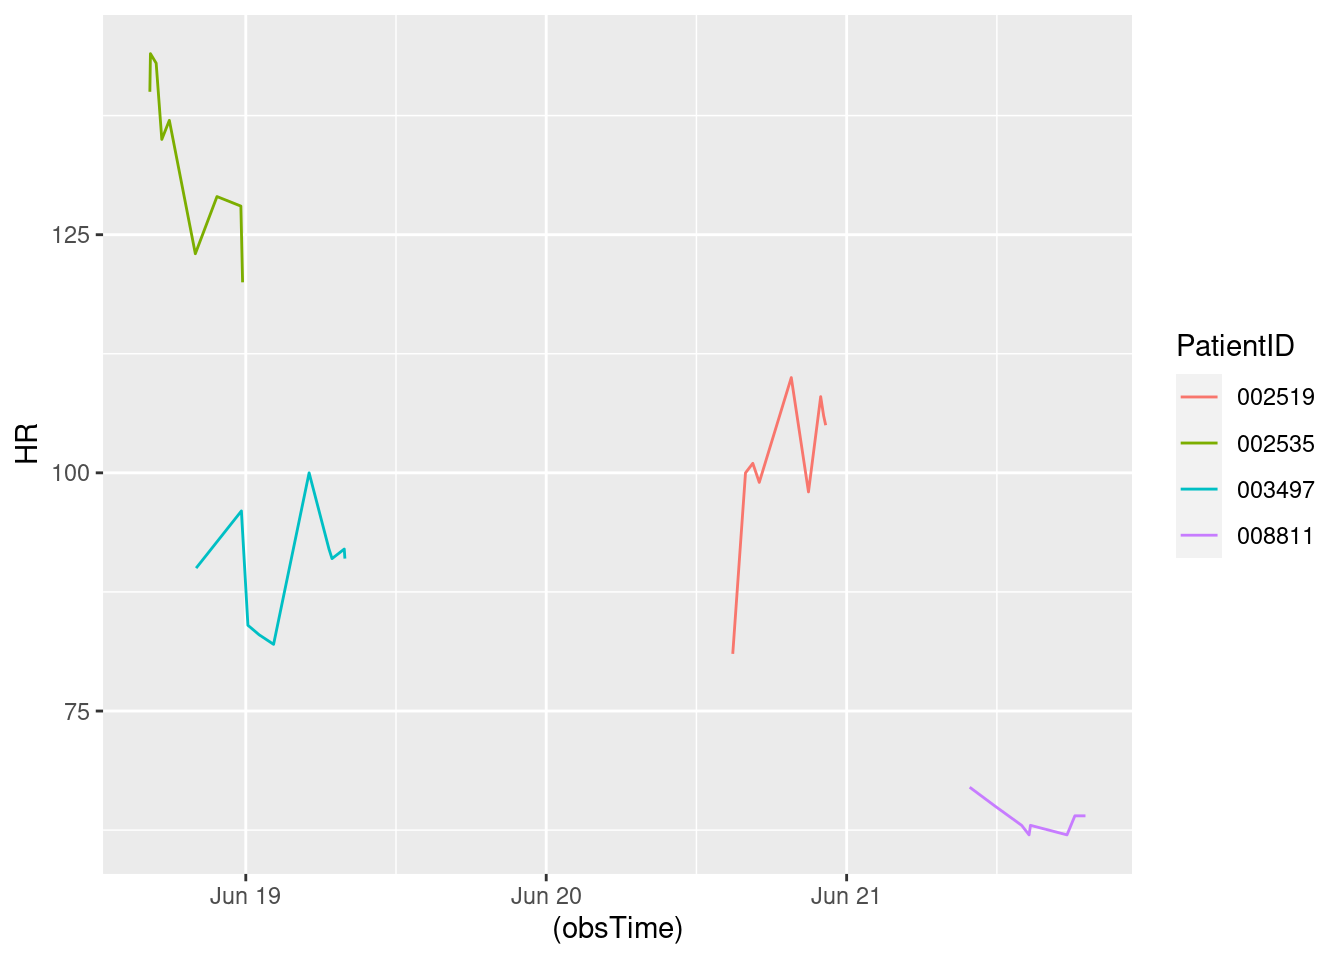 HR
125
100
75
Jun 19
Jun 20
Jun 21
(obsTime)
PatientID
002519
002535
003497
008811